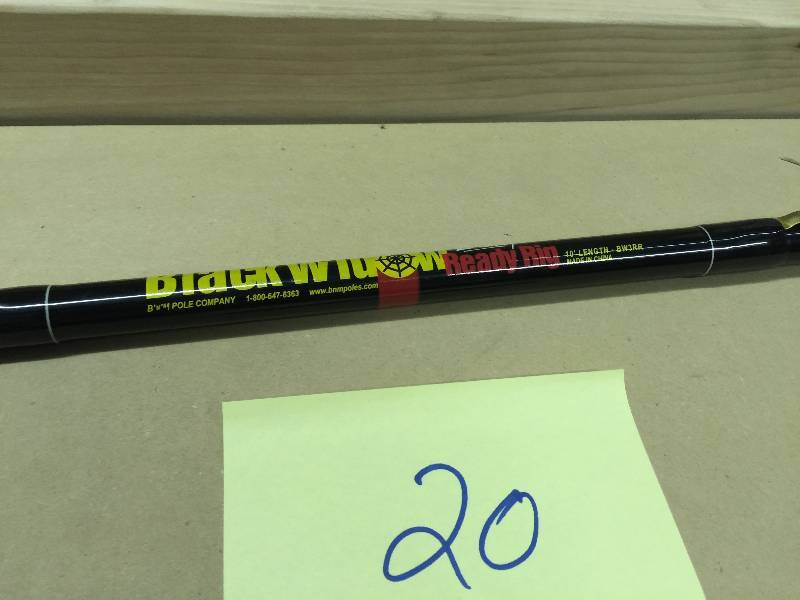 Black Widow Ready Rig 10' LENGTH - BW3RR
B'n'M POLE COMPANY 1-800-647-6363 www.bnmpoles.com MADE IN CHINA
20